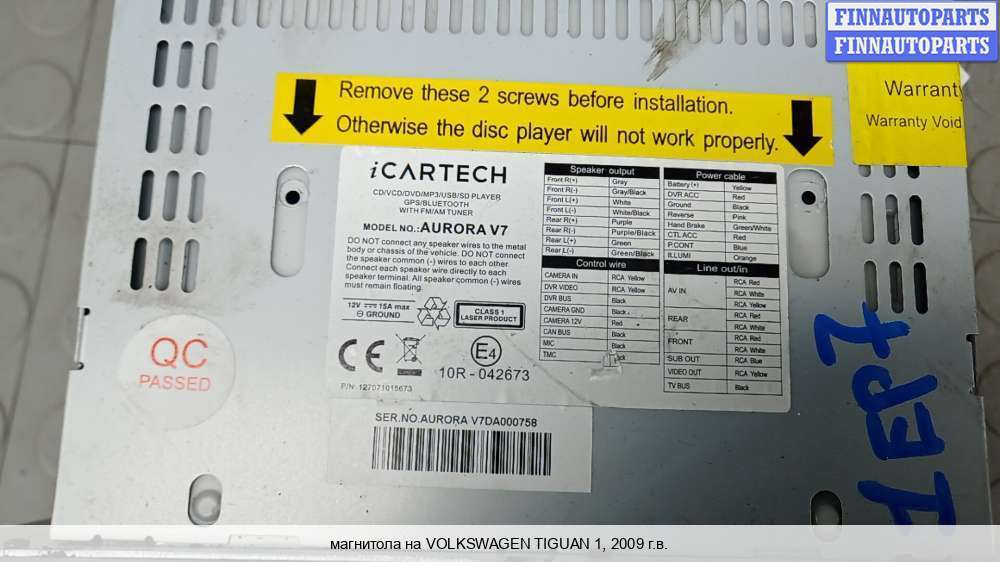 FINNAUTOPARTS
FINNAUTOPARTS
Warranty
Warranty Void
Remove these 2 screws before installation.
Otherwise the disc player will not work properly.
iCARTECH
CD/VCD/DVD/MP3/USB/SD PLAYER
GPS/BLUETOOTH
WITH FM/AM TUNER
MODEL NO.:AURORA V7
DO NOT connect any speaker wires to the metal
body or chassis of the vehicle. DO NOT connect
the speaker common (-) wires to each other.
Connect each speaker wire directly to each
speaker terminal. All speaker common (-) wires
must remain floating.
12V 15A max
GROUND
CLASS 1
LASER PRODUCT
CE
E4
10R - 042673
P/N: 127071015673
Speaker output
Front R(+) Gray
Front R(-) Gray/Black
Front L(+) White
Front L(-) White/Black
Rear R(+) Purple
Rear R(-) Purple/Black
Rear L(+) Green
Rear L(-) Green/Black
Control wire
CAMERA IN RCA Yellow
DVR VIDEO RCA Yellow
DVR BUS Black
CAMERA GND Black
CAMERA 12V Red
CAN BUS Black
MIC Black
TMC
Power cable
Battery(+) Yellow
DVR ACC Red
Ground Black
Reverse Pink
Hand Brake Green/White
CTL ACC Red
P.CONT Blue
ILLUMI Orange
Line out/in
AV IN RCA Red
RCA White
RCA Yellow
REAR RCA Red
RCA White
FRONT RCA Red
RCA White
SUB OUT RCA Blue
VIDEO OUT RCA Yellow
TV BUS Black
QC
PASSED
SER.NO.AURORA V7DA000758
магнитола на VOLKSWAGEN TIGUAN 1, 2009 г.в.